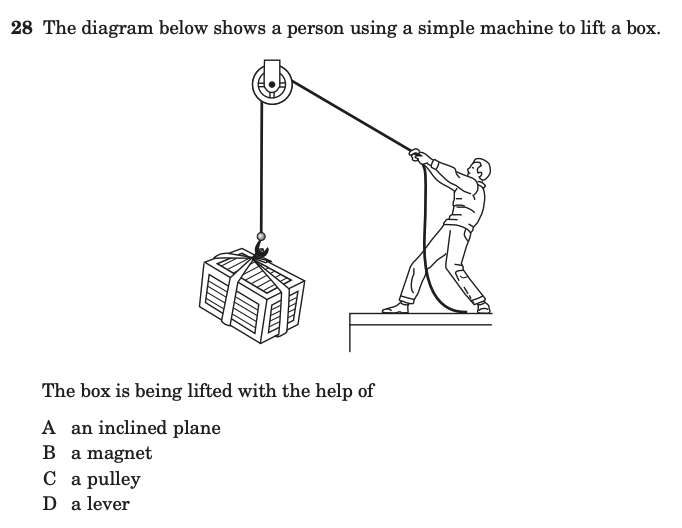 28 The diagram below shows a person using a simple machine to lift a box.
The box is being lifted with the help of
A an inclined plane
B a magnet
C a pulley
D a lever